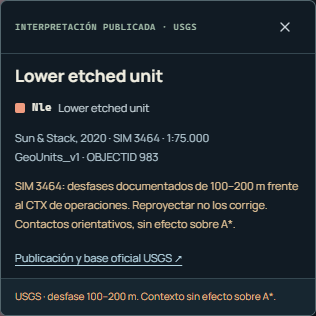 INTERPRETACIÓN PUBLICADA · USGS
Lower etched unit
Nle Lower etched unit
Sun & Stack, 2020 · SIM 3464 · 1:75.000
GeoUnits_v1 · OBJECTID 983
SIM 3464: desfases documentados de 100–200 m frente
al CTX de operaciones. Reproyectar no los corrige.
Contactos orientativos, sin efecto sobre A*.
Publicación y base oficial USGS ↗
USGS · desfase 100–200 m. Contexto sin efecto sobre A*.